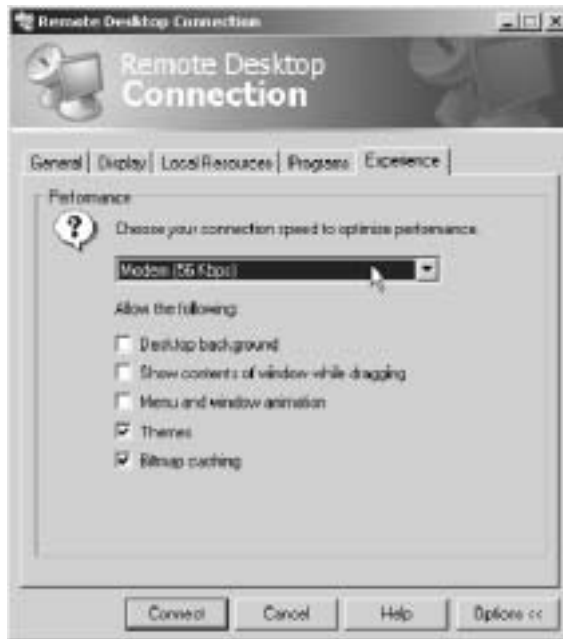 Remote Desktop Connection
Remote Desktop
Connection
General Display Local Resources Programs Experience
Performance
Choose your connection speed to optimize performance.
Modem (56 Kbps)
Allow the following:
Desktop background
Show contents of window while dragging
Menu and window animation
Themes
Bitmap caching
Connect Cancel Help Options <<